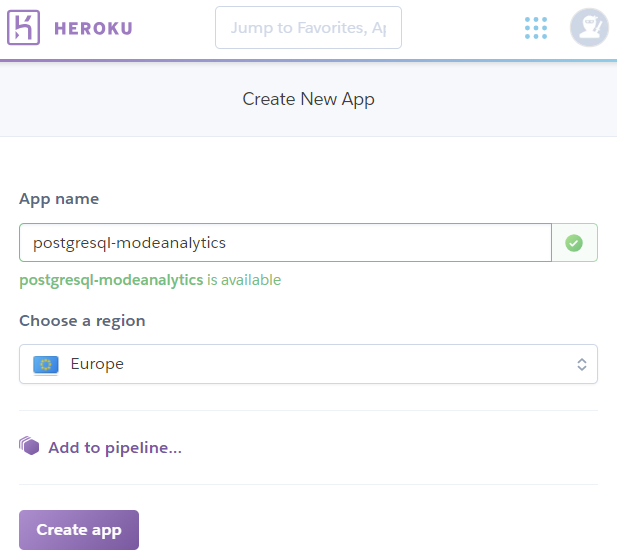 HEROKU
Jump to Favorites, Ap
Create New App
App name
postgresql-modeanalytics
postgresql-modeanalytics is available
Choose a region
Europe
Add to pipeline...
Create app